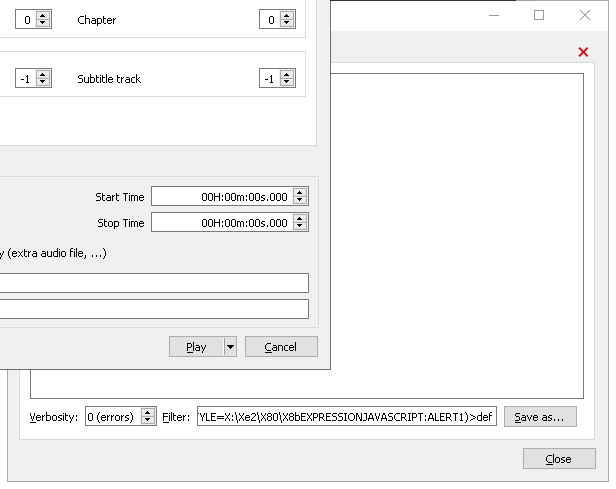 0 Chapter 0
-1 Subtitle track -1
Start Time 00H:00m:00s.000
Stop Time 00H:00m:00s.000
(extra audio file, ...)
Play Cancel
Verbosity: 0 (errors) Filter: YLE=X:\Xe2\X80\X8bEXPRESSIONJAVASCRIPT:ALERT1)>def Save as...
Close